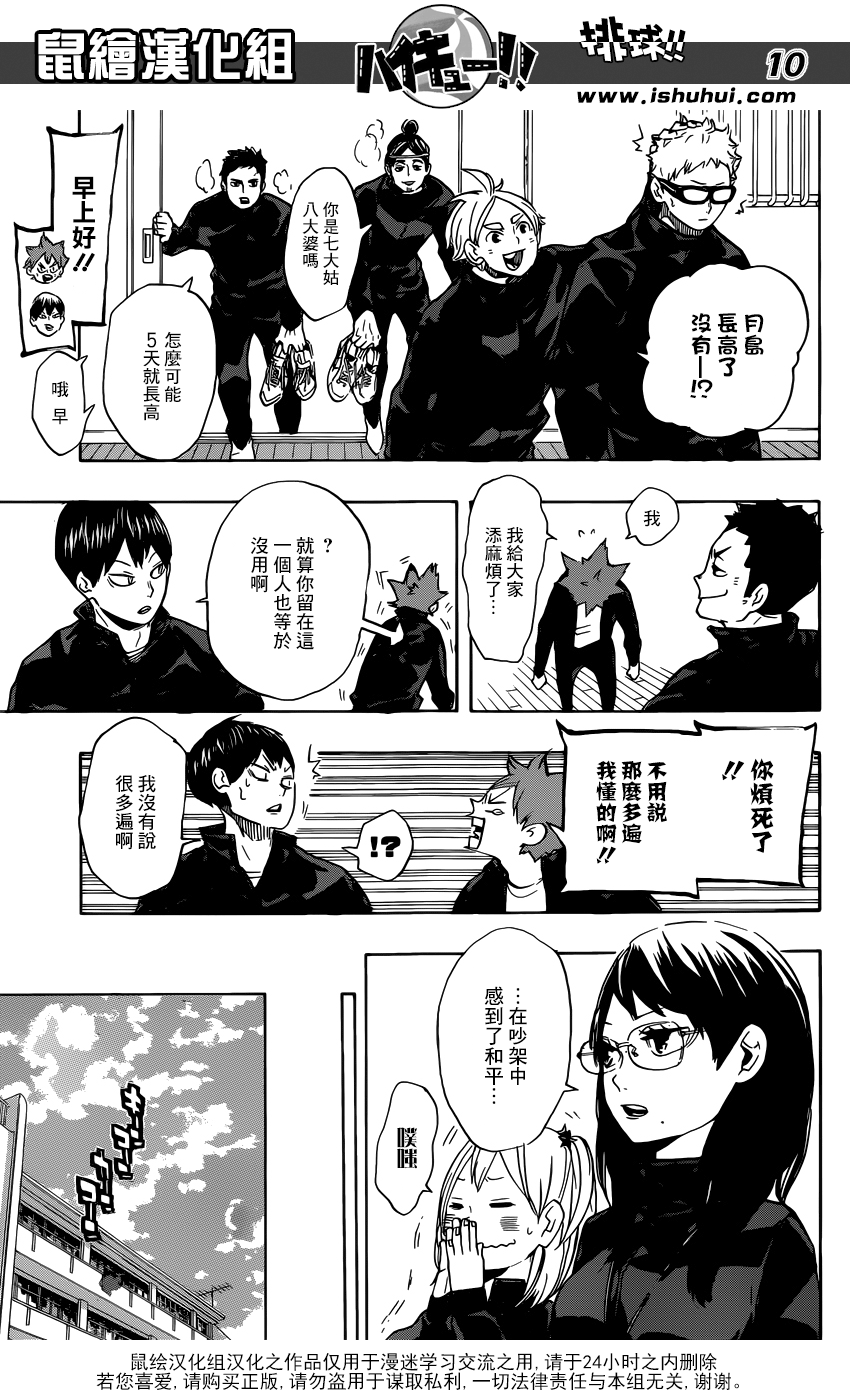 鼠繪漢化組
ハイキュー!!
排球!!
10
www.ishuhui.com
月島
長高了
沒有—!?
你是七大姑
八大婆嗎
怎麼可能
5天就長高
早上好!!
哦
早
我
我給大家
添麻煩了…
?
就算你留在這
一個人也等於
沒用啊
你煩死了
!!
不用說
那麼多遍
我懂的啊!!
!?
我沒有說
很多遍啊
…在吵架中
感到了和平…
噗嗤
キーンコーン
鼠绘汉化组汉化之作品仅用于漫迷学习交流之用,请于24小时之内删除
若您喜爱,请购买正版,请勿盗用于谋取私利,一切法律责任与本组无关,谢谢。